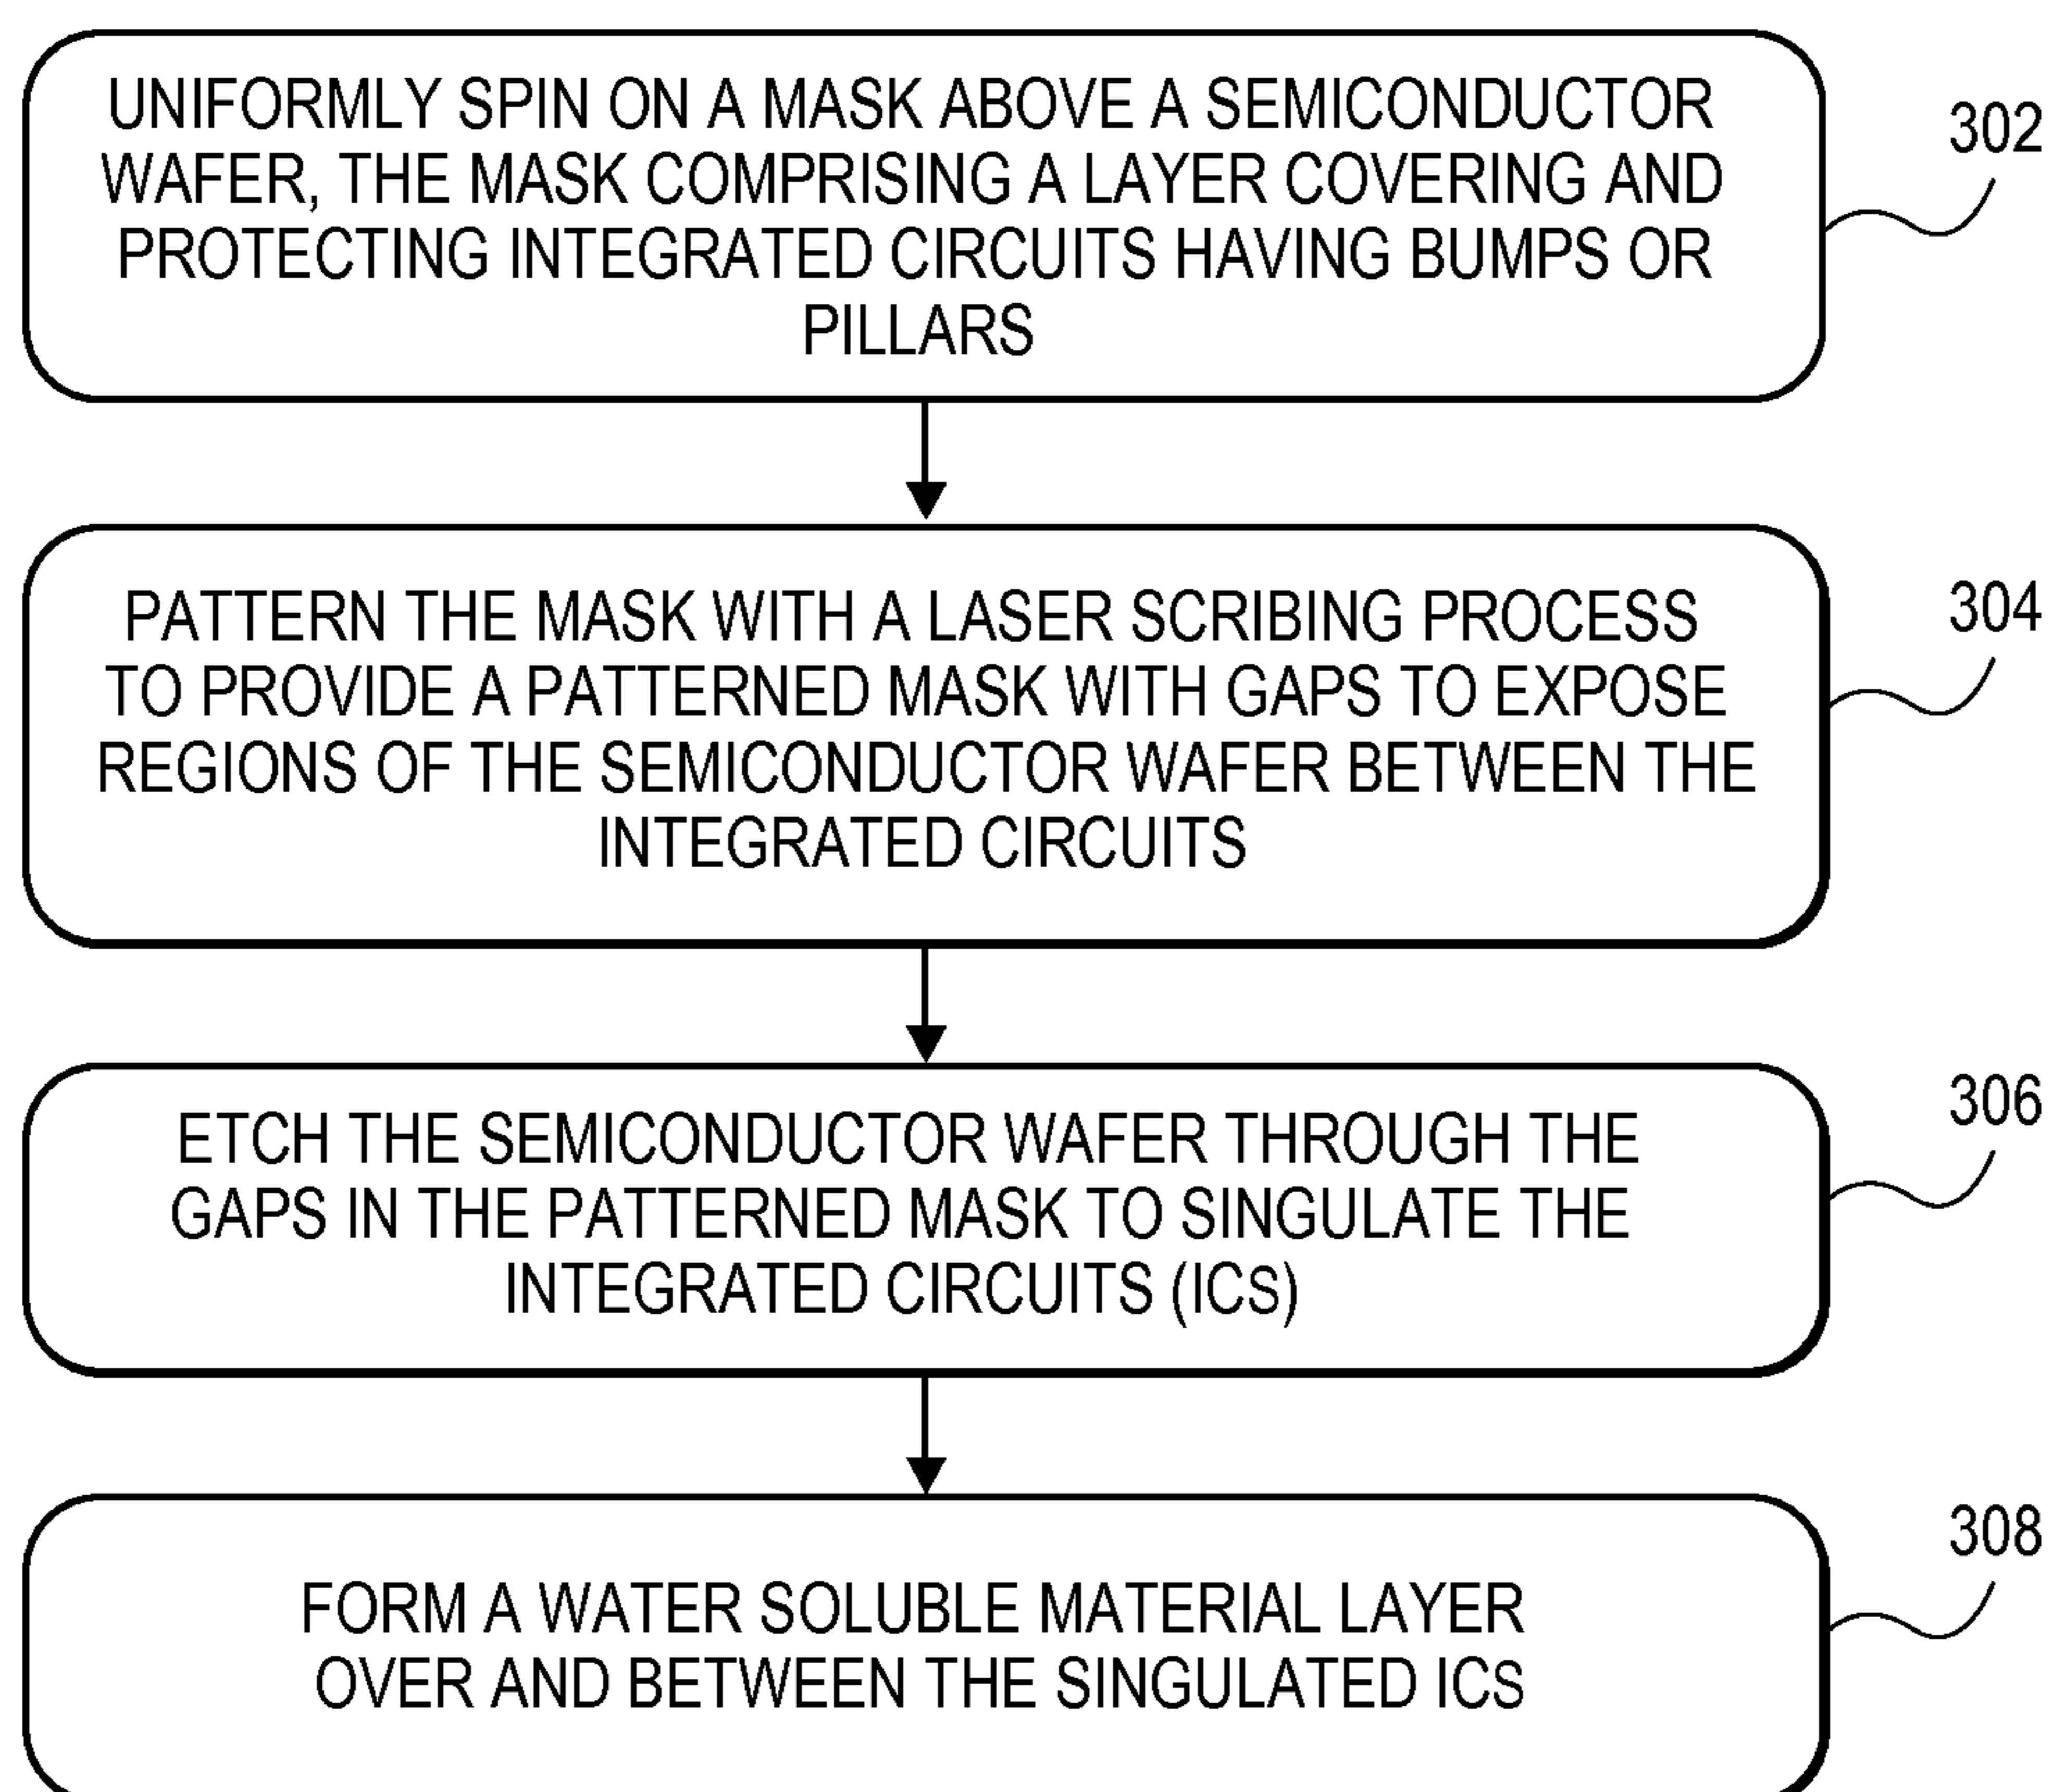 UNIFORMLY SPIN ON A MASK ABOVE A SEMICONDUCTOR
WAFER, THE MASK COMPRISING A LAYER COVERING AND
PROTECTING INTEGRATED CIRCUITS HAVING BUMPS OR
PILLARS
302
PATTERN THE MASK WITH A LASER SCRIBING PROCESS
TO PROVIDE A PATTERNED MASK WITH GAPS TO EXPOSE
REGIONS OF THE SEMICONDUCTOR WAFER BETWEEN THE
INTEGRATED CIRCUITS
304
ETCH THE SEMICONDUCTOR WAFER THROUGH THE
GAPS IN THE PATTERNED MASK TO SINGULATE THE
INTEGRATED CIRCUITS (ICs)
306
FORM A WATER SOLUBLE MATERIAL LAYER
OVER AND BETWEEN THE SINGULATED ICs
308